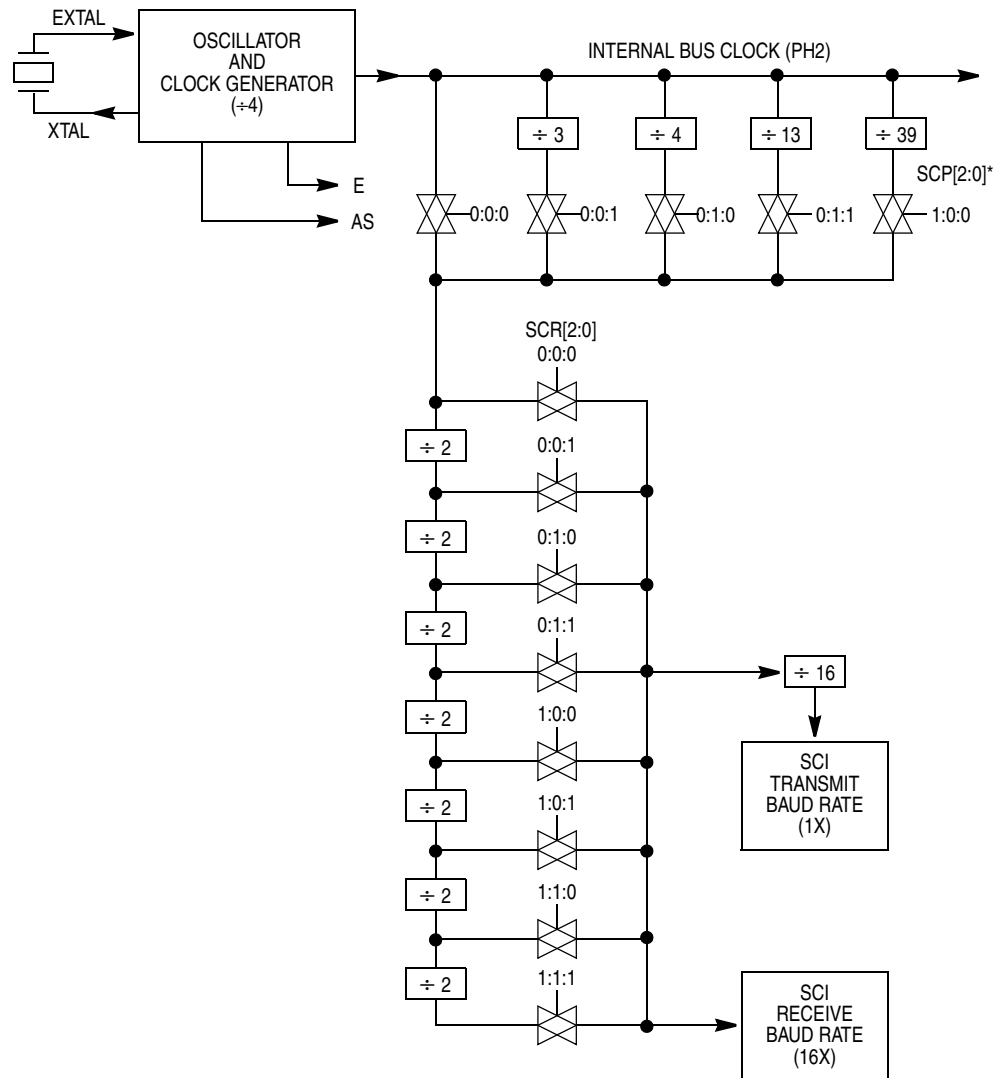 EXTAL
OSCILLATOR
AND
CLOCK GENERATOR
(÷4)
XTAL
INTERNAL BUS CLOCK (PH2)
÷ 3
÷ 4
÷ 13
÷ 39
SCP[2:0]*
E
AS
0:0:0
0:0:1
0:1:0
0:1:1
1:0:0
SCR[2:0]
0:0:0
÷ 2
0:0:1
÷ 2
0:1:0
÷ 2
0:1:1
÷ 16
÷ 2
1:0:0
SCI
TRANSMIT
BAUD RATE
(1X)
÷ 2
1:0:1
÷ 2
1:1:0
÷ 2
1:1:1
SCI
RECEIVE
BAUD RATE
(16X)